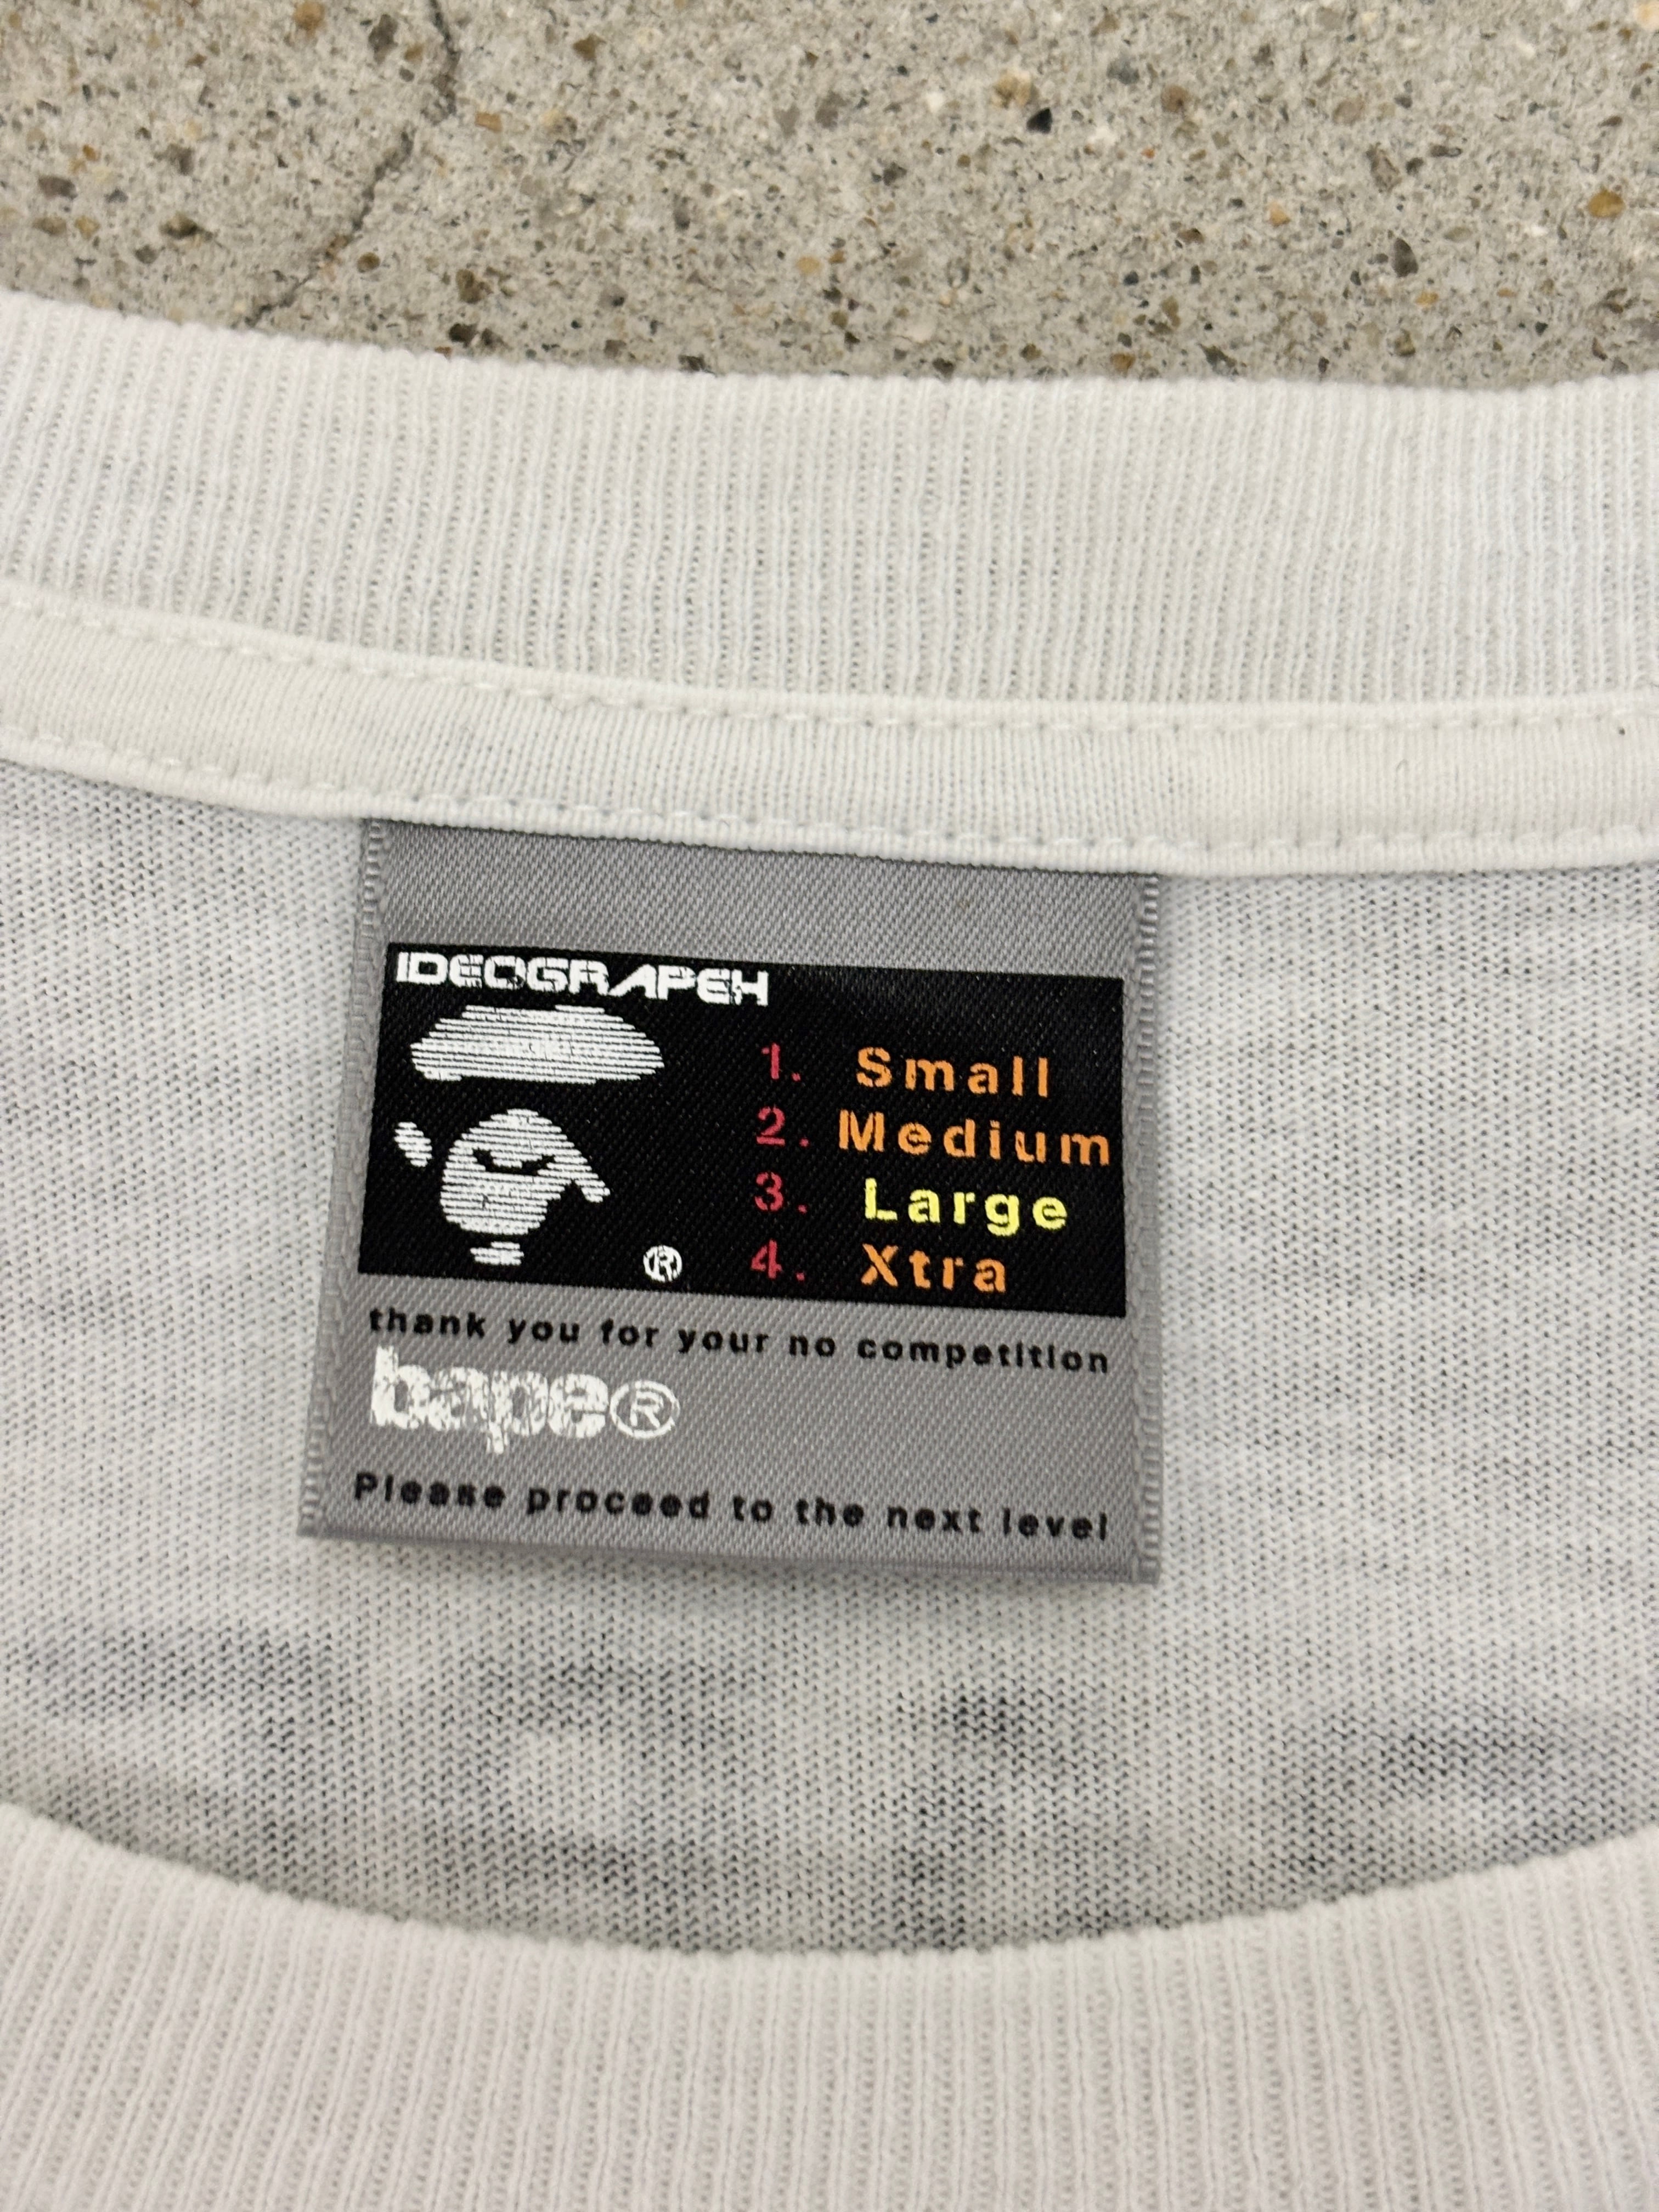 IDEOGRAPEH
1. Small
2. Medium
3. Large
4. Xtra
®
thank you for your no competition
bape®
Please proceed to the next level